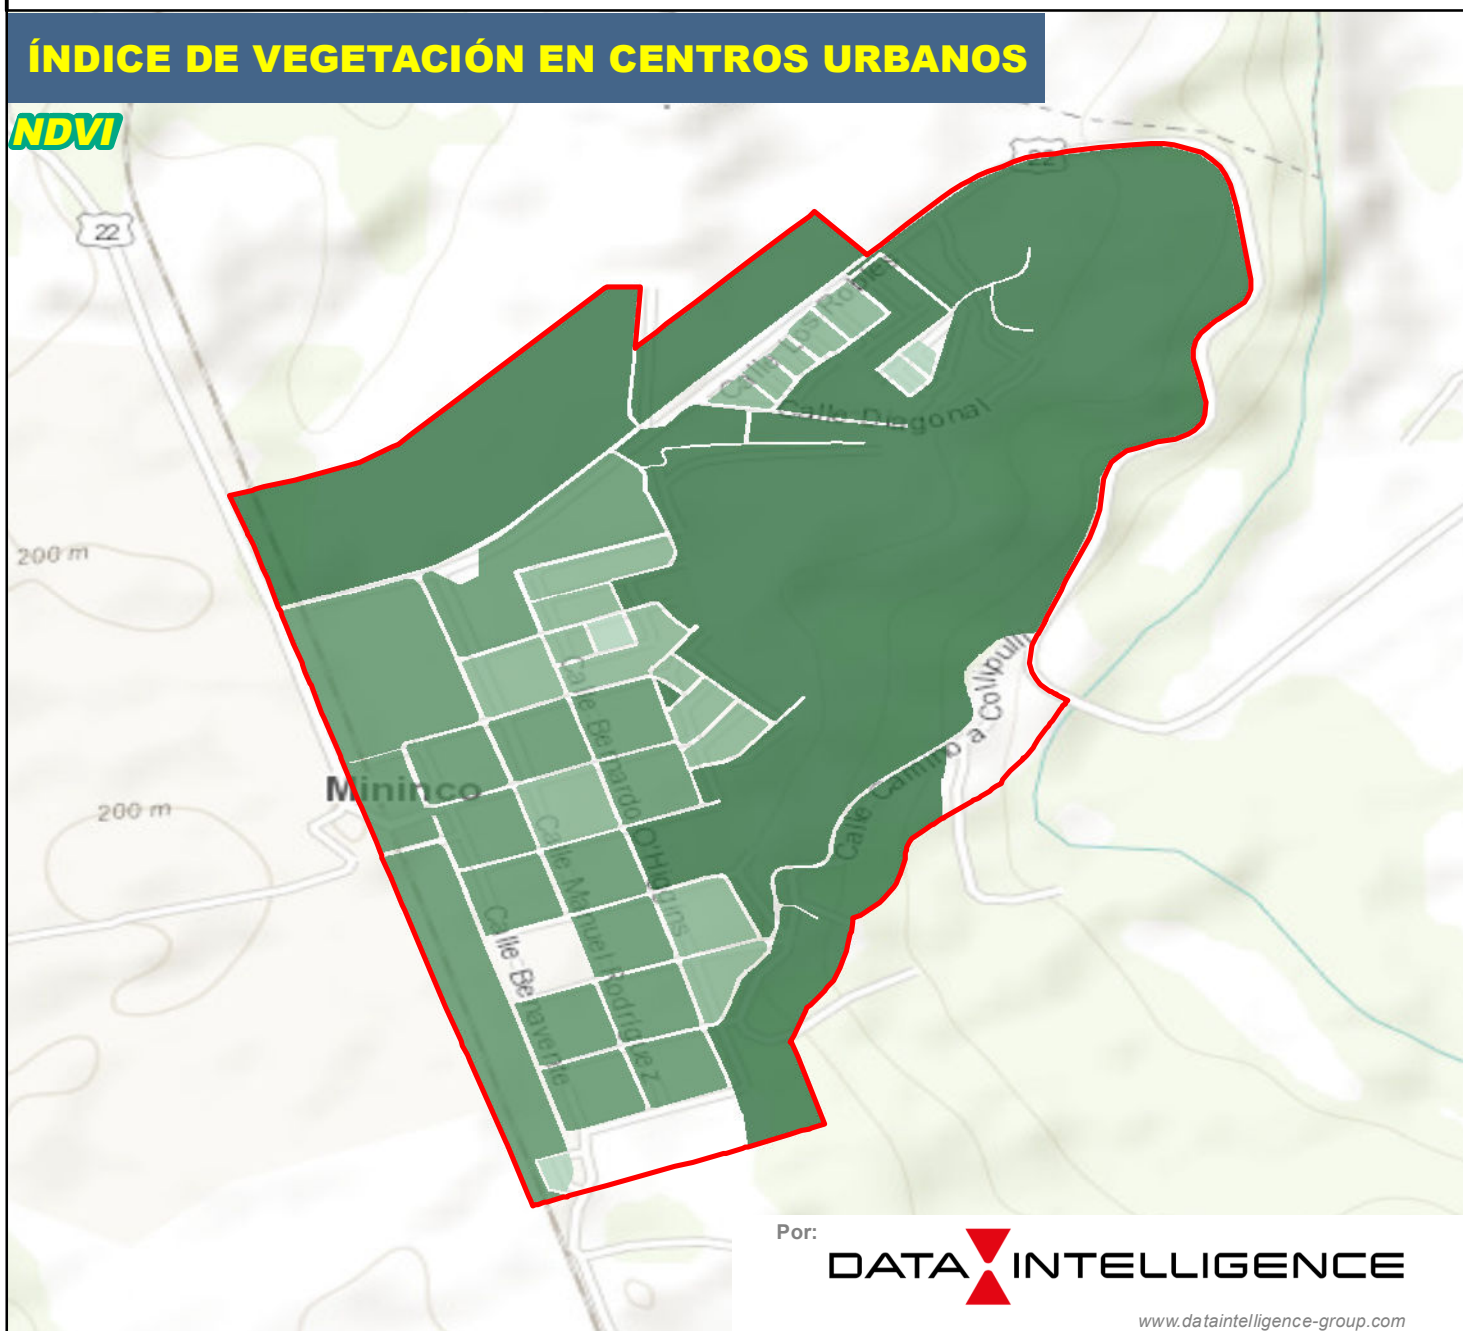 ÍNDICE DE VEGETACIÓN EN CENTROS URBANOS
NDVI
22
22
Calle Los Robles
Calle Diagonal
200 m
Calle Camino a Collipulli
Calle Bernardo O'Higgins
Mininco
200 m
Calle Manuel Rodríguez
Calle Benavente
Por:
DATA INTELLIGENCE
www.dataintelligence-group.com